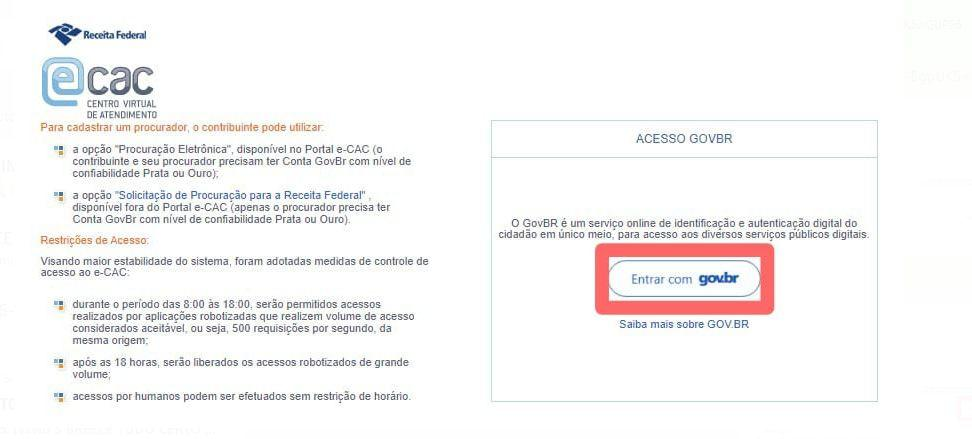 Receita Federal
e cac
CENTRO VIRTUAL
DE ATENDIMENTO
Para cadastrar um procurador, o contribuinte pode utilizar:
a opção "Procuração Eletrônica", disponível no Portal e-CAC (o
contribuinte e seu procurador precisam ter Conta GovBr com nível de
confiabilidade Prata ou Ouro);
a opção "Solicitação de Procuração para a Receita Federal" ,
disponível fora do Portal e-CAC (apenas o procurador precisa ter
Conta GovBr com nível de confiabilidade Prata ou Ouro).
Restrições de Acesso:
Visando maior estabilidade do sistema, foram adotadas medidas de controle de
acesso ao e-CAC:
durante o período das 8:00 às 18:00, serão permitidos acessos
realizados por aplicações robotizadas que realizem volume de acesso
considerados aceitável, ou seja, 500 requisições por segundo, da
mesma origem;
após as 18 horas, serão liberados os acessos robotizados de grande
volume;
acessos por humanos podem ser efetuados sem restrição de horário.
ACESSO GOVBR
O GovBR é um serviço online de identificação e autenticação digital do
cidadão em único meio, para acesso aos diversos serviços públicos digitais.
Entrar com gov.br
Saiba mais sobre GOV.BR